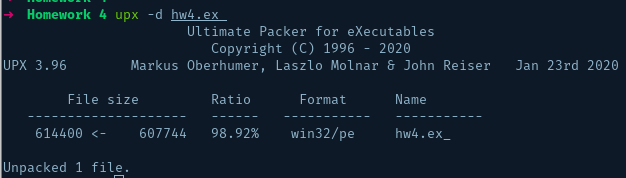 → Homework 4 upx -d hw4.ex_
Ultimate Packer for eXecutables
Copyright (C) 1996 - 2020
UPX 3.96 Markus Oberhumer, Laszlo Molnar & John Reiser Jan 23rd 2020
File size Ratio Format Name
-------------------- ------ ----------- -----------
614400 <- 607744 98.92% win32/pe hw4.ex_
Unpacked 1 file.